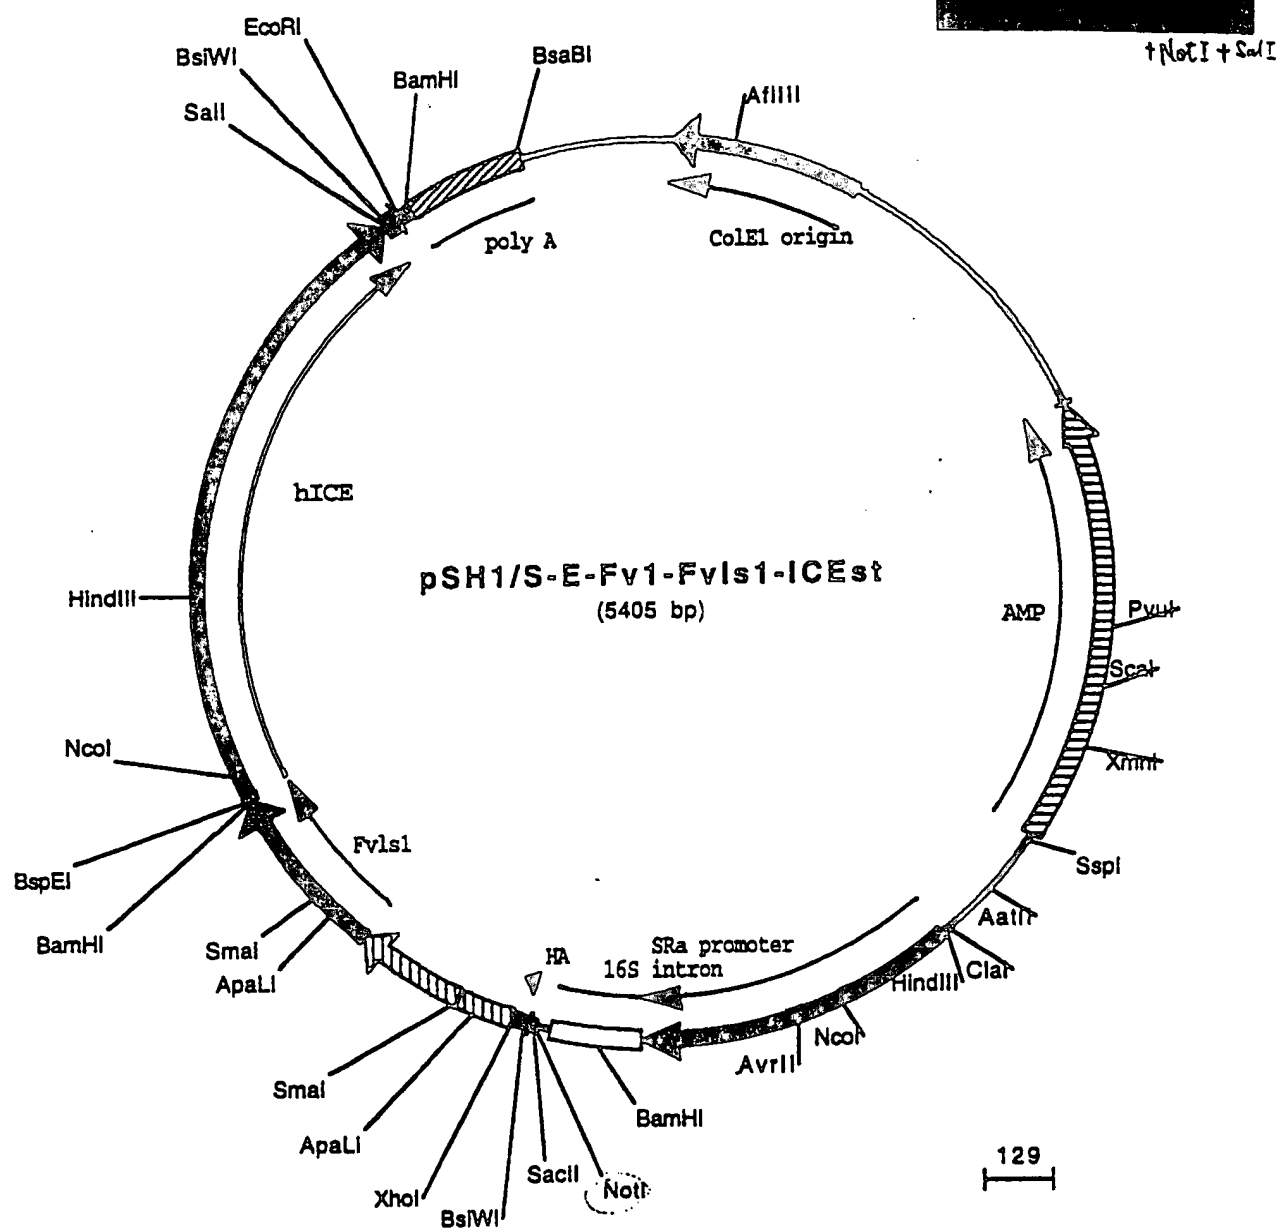 +NotI + SalI
EcoRI
BsiWI
SalI
BamHI
BsaBI
AflIII
poly A
ColE1 origin
hICE
pSH1/S-E-Fv1-Fvls1-ICEst
(5405 bp)
AMP
HindIII
PvuI
ScaI
XmnI
NcoI
Fvls1
BspEI
BamHI
SmaI
ApaLI
SspI
AatII
ClaI
HindIII
HA
SRa promoter
16S intron
NcoI
AvrII
BamHI
SmaI
ApaLI
XhoI
BsiWI
SacII
NotI
129